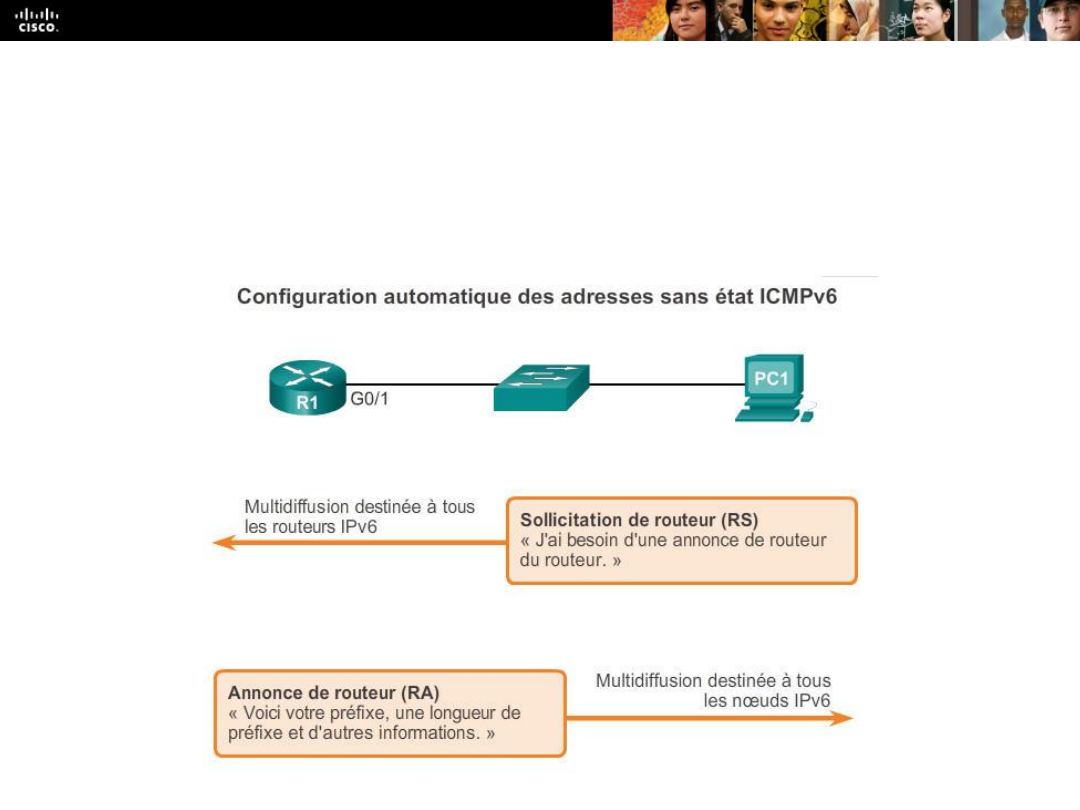 CISCO.
Configuration automatique des adresses sans état ICMPv6
R1
G0/1
PC1
Multidiffusion destinée à tous
les routeurs IPv6
Sollicitation de routeur (RS)
« J'ai besoin d'une annonce de routeur
du routeur. »
Annonce de routeur (RA)
« Voici votre préfixe, une longueur de
préfixe et d'autres informations. »
Multidiffusion destinée à tous
les nœuds IPv6